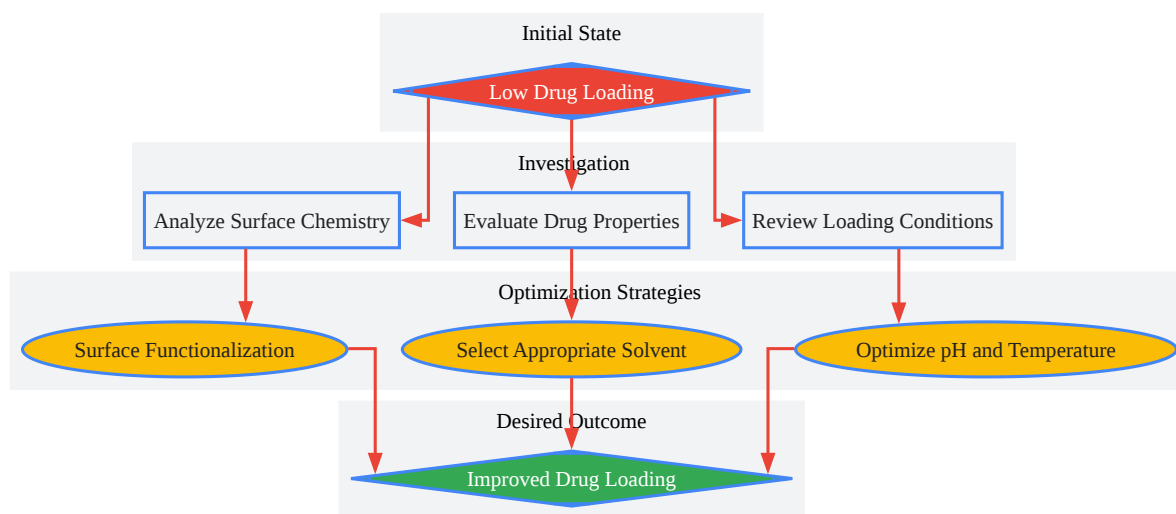 Initial State
Low Drug Loading
Investigation
Analyze Surface Chemistry
Evaluate Drug Properties
Review Loading Conditions
Optimization Strategies
Surface Functionalization
Select Appropriate Solvent
Optimize pH and Temperature
Desired Outcome
Improved Drug Loading